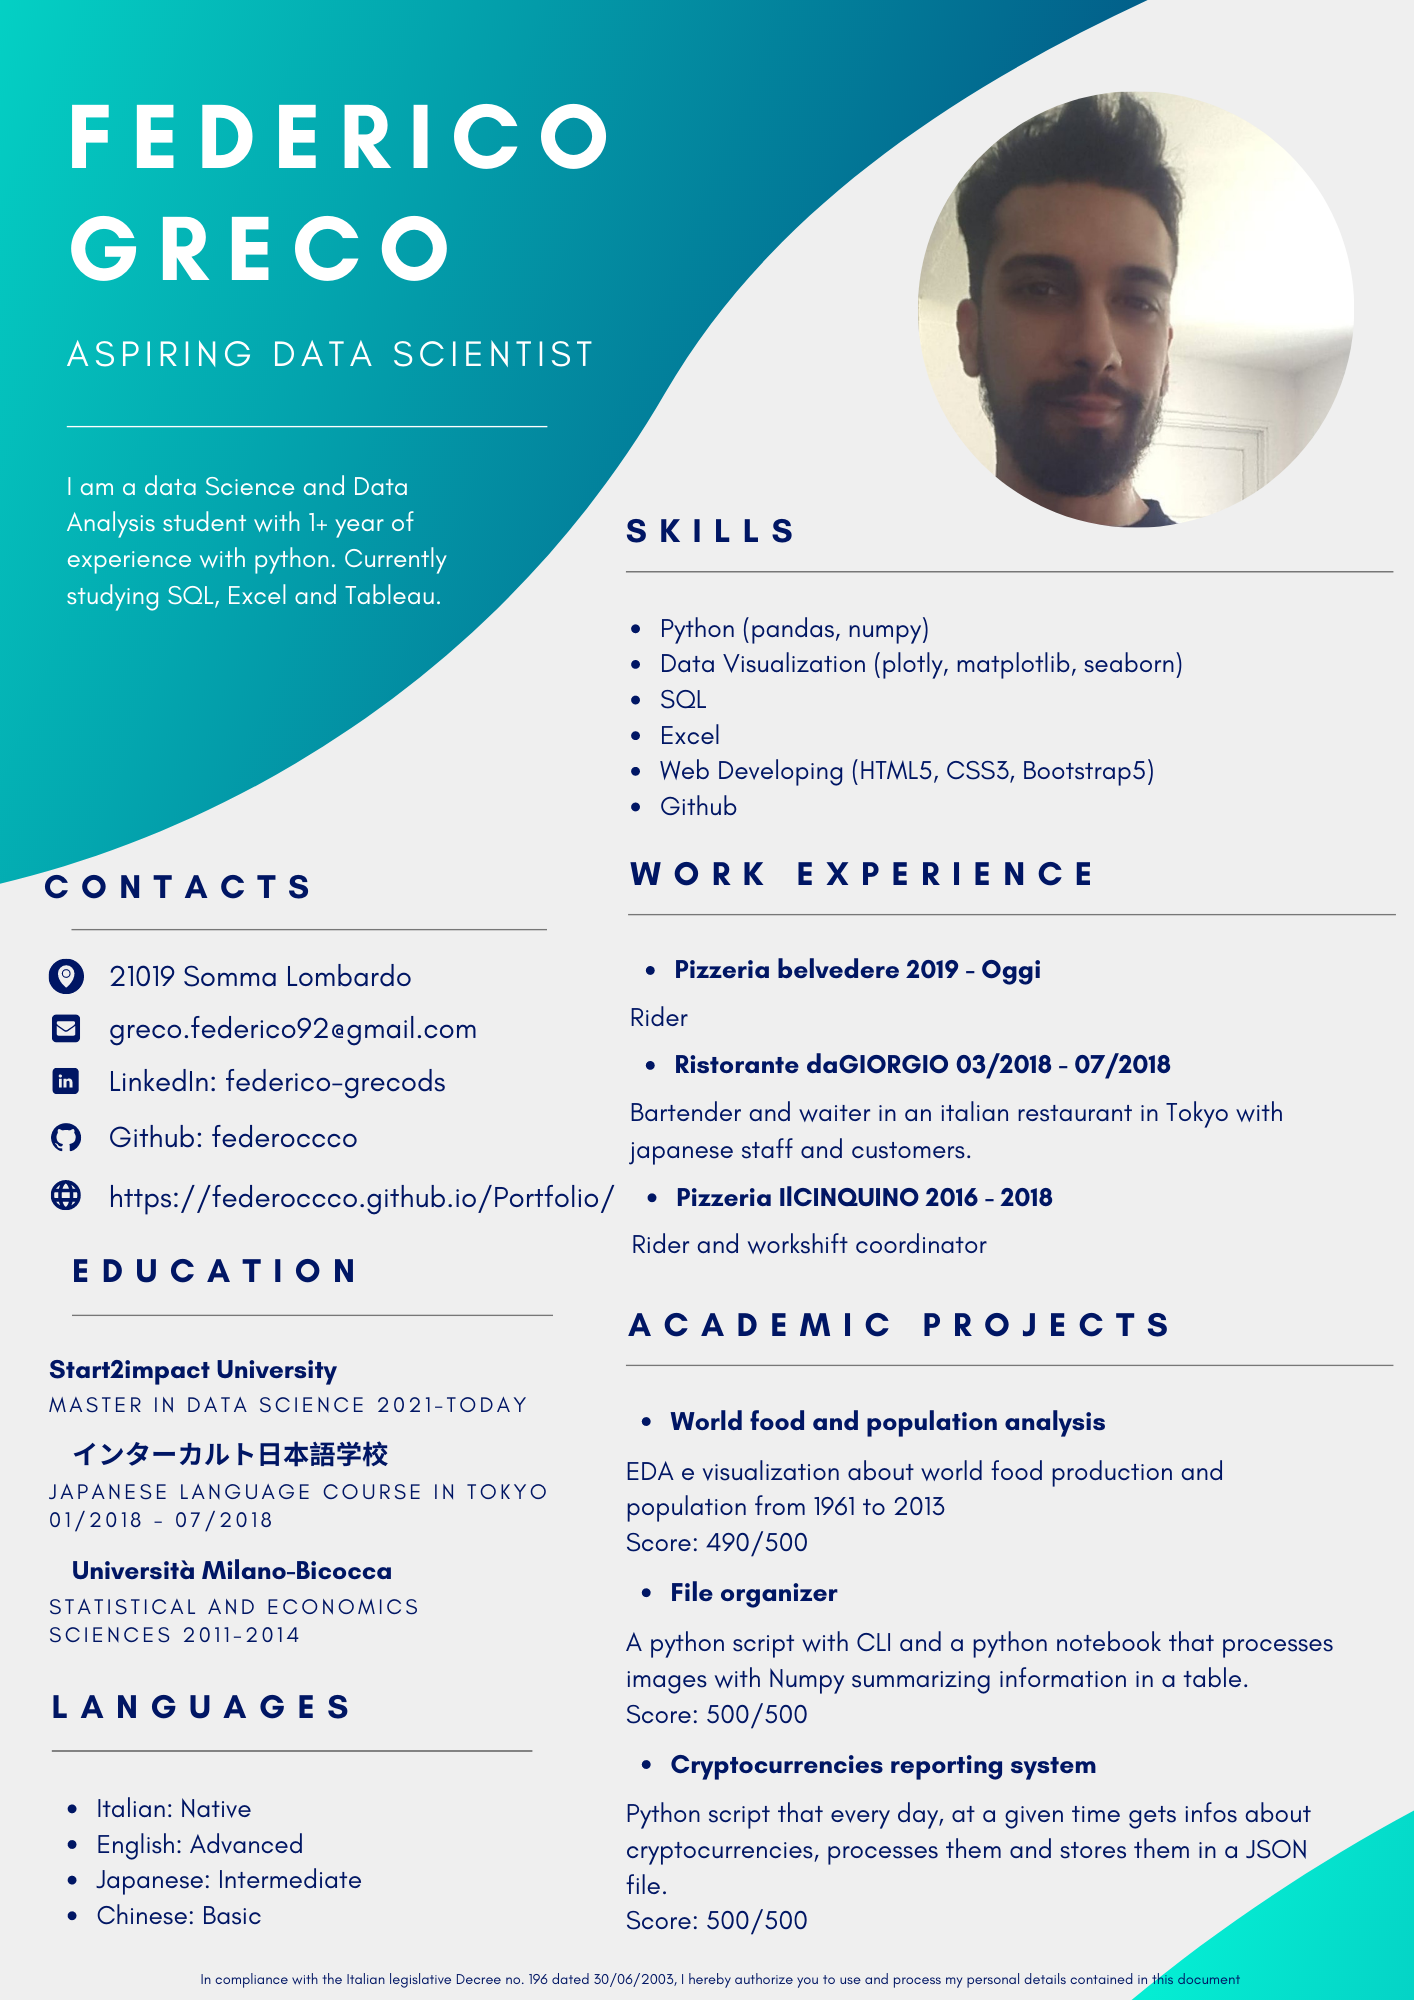 FEDERICO
GRECO
ASPIRING DATA SCIENTIST
I am a data Science and Data
Analysis student with 1+ year of
experience with python. Currently
studying SQL, Excel and Tableau.
CONTACTS
21019 Somma Lombardo
greco.federico92@gmail.com
LinkedIn: federico-grecods
Github: federoccco
https://federoccco.github.io/Portfolio/
EDUCATION
Start2impact University
MASTER IN DATA SCIENCE 2021-TODAY
インターカルト日本語学校
JAPANESE LANGUAGE COURSE IN TOKYO
01/2018 - 07/2018
Università Milano-Bicocca
STATISTICAL AND ECONOMICS
SCIENCES 2011-2014
LANGUAGES
• Italian: Native
• English: Advanced
• Japanese: Intermediate
• Chinese: Basic
SKILLS
• Python (pandas, numpy)
• Data Visualization (plotly, matplotlib, seaborn)
• SQL
• Excel
• Web Developing (HTML5, CSS3, Bootstrap5)
• Github
WORK EXPERIENCE
• Pizzeria belvedere 2019 - Oggi
Rider
• Ristorante daGIORGIO 03/2018 - 07/2018
Bartender and waiter in an italian restaurant in Tokyo with
japanese staff and customers.
• Pizzeria IlCINQUINO 2016 - 2018
Rider and workshift coordinator
ACADEMIC PROJECTS
• World food and population analysis
EDA e visualization about world food production and
population from 1961 to 2013
Score: 490/500
• File organizer
A python script with CLI and a python notebook that processes
images with Numpy summarizing information in a table.
Score: 500/500
• Cryptocurrencies reporting system
Python script that every day, at a given time gets infos about
cryptocurrencies, processes them and stores them in a JSON
file.
Score: 500/500
In compliance with the Italian legislative Decree no. 196 dated 30/06/2003, I hereby authorize you to use and process my personal details contained in this document